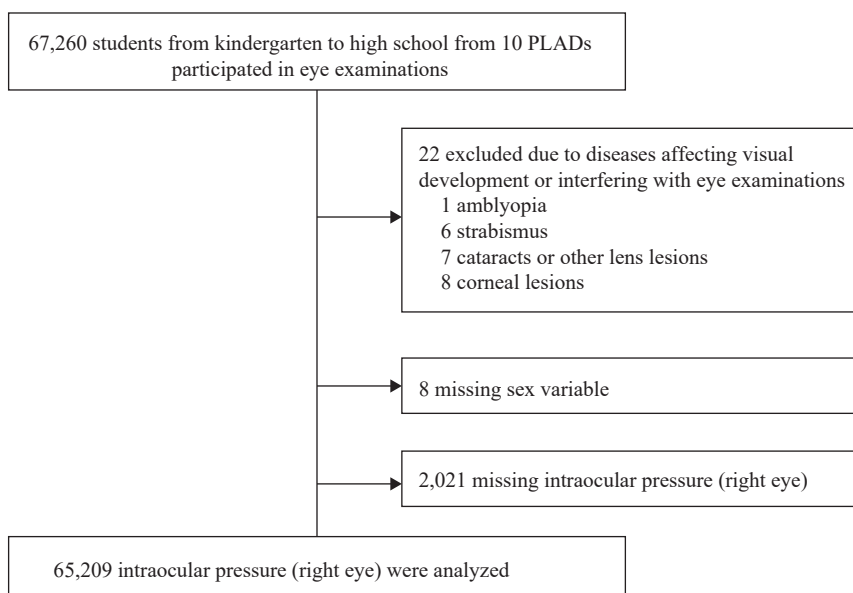 67,260 students from kindergarten to high school from 10 PLADs
participated in eye examinations
22 excluded due to diseases affecting visual
development or interfering with eye examinations
1 amblyopia
6 strabismus
7 cataracts or other lens lesions
8 corneal lesions
8 missing sex variable
2,021 missing intraocular pressure (right eye)
65,209 intraocular pressure (right eye) were analyzed